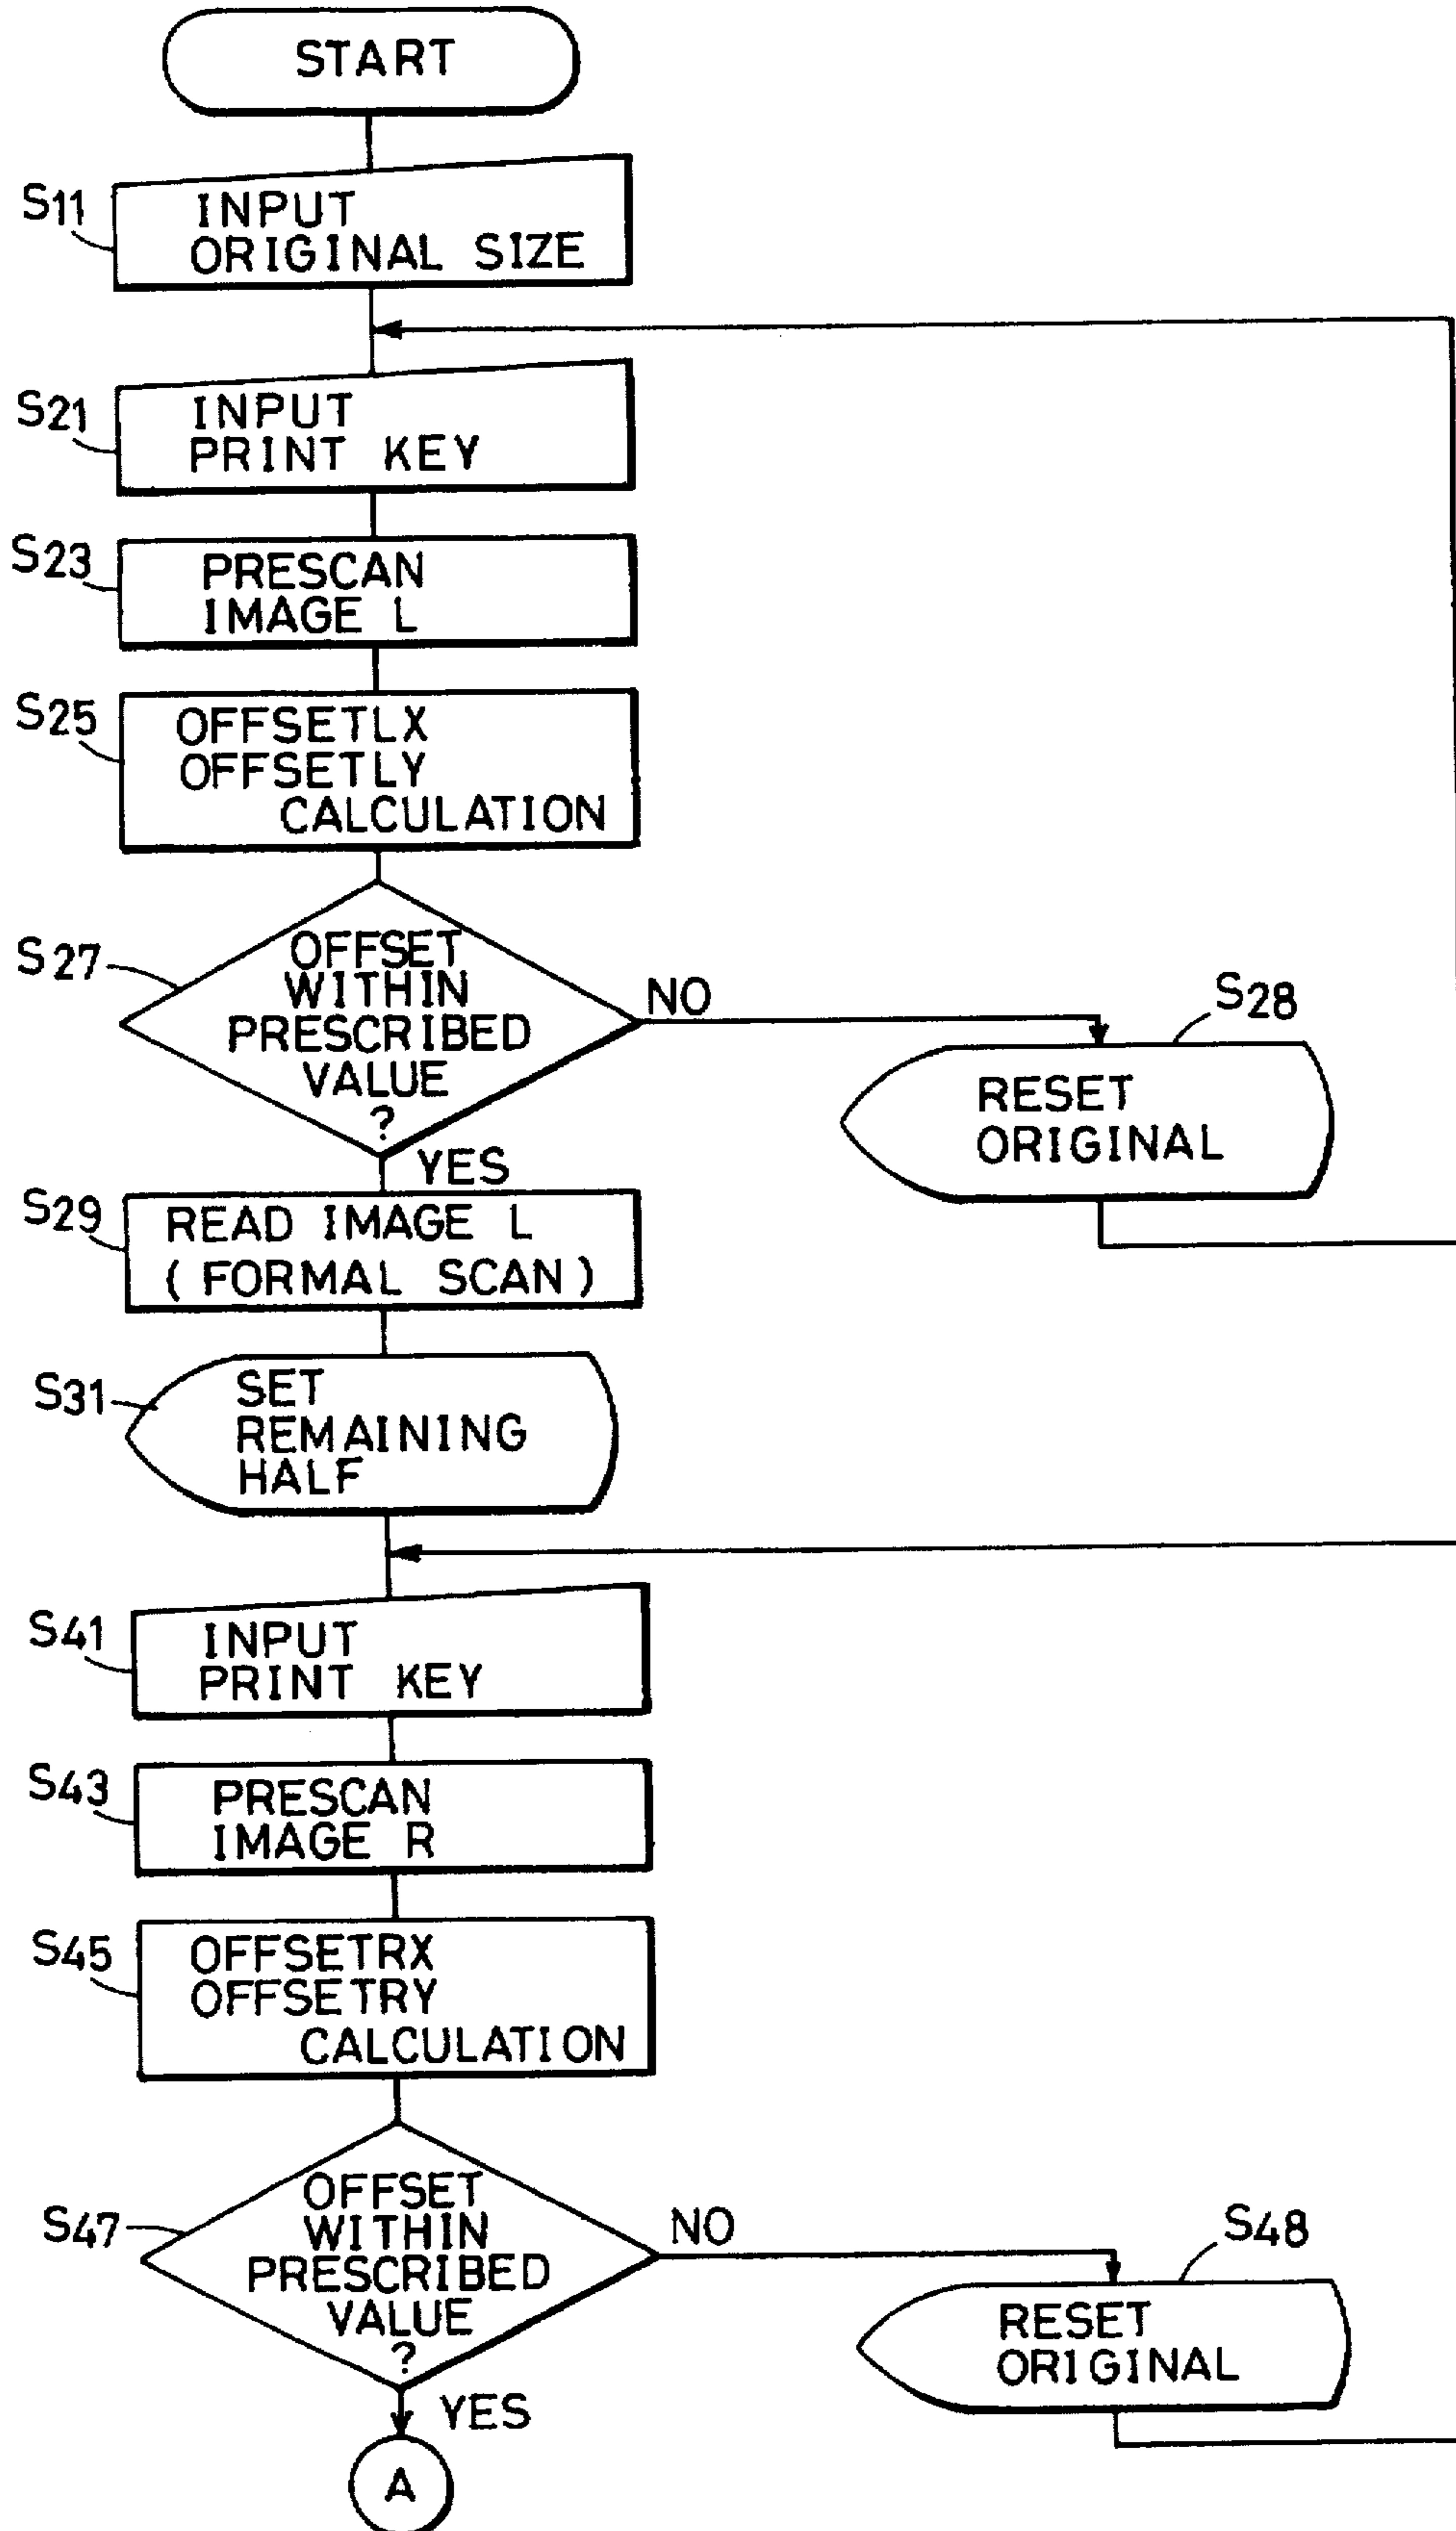 START
S11
INPUT
ORIGINAL SIZE
S21
INPUT
PRINT KEY
S23
PRESCAN
IMAGE L
S25
OFFSETLX
OFFSETLY
CALCULATION
S27
OFFSET
WITHIN
PRESCRIBED
VALUE
?
NO
S28
RESET
ORIGINAL
YES
S29
READ IMAGE L
(FORMAL SCAN)
S31
SET
REMAINING
HALF
S41
INPUT
PRINT KEY
S43
PRESCAN
IMAGE R
S45
OFFSETRX
OFFSETRY
CALCULATION
S47
OFFSET
WITHIN
PRESCRIBED
VALUE
?
NO
S48
RESET
ORIGINAL
YES
A